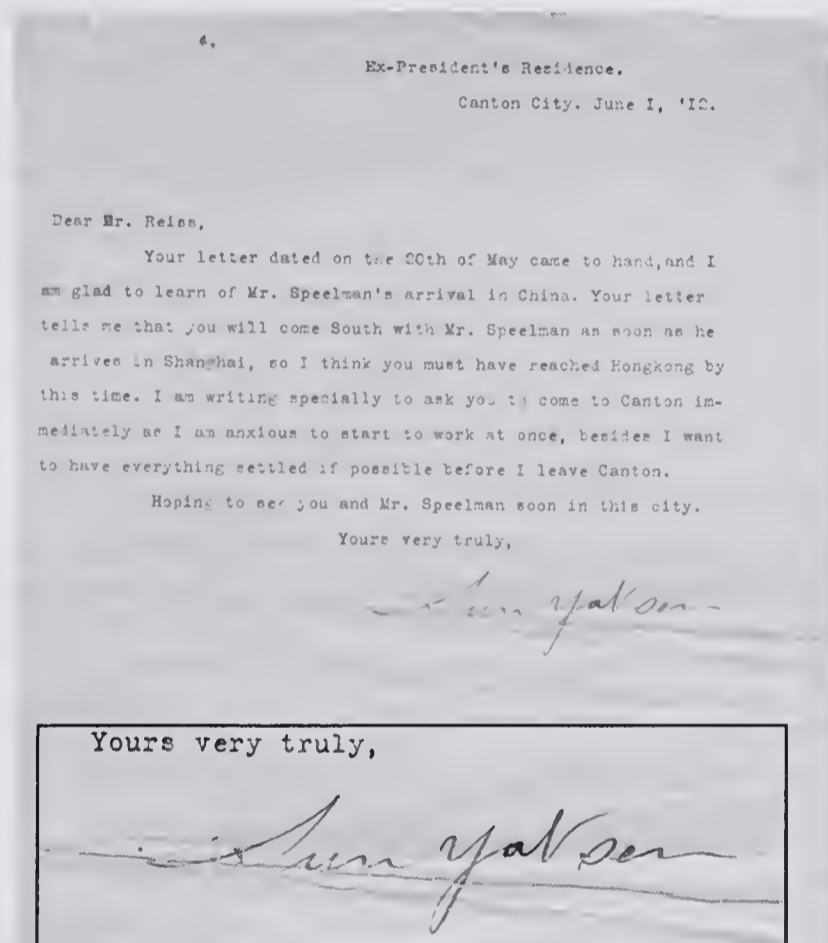 Ex-President's Residence.
Canton City. June I, '12.
Dear Mr. Reiss,
Your letter dated on the 20th of May came to hand,and I
am glad to learn of Mr. Speelman's arrival in China. Your letter
tells me that you will come South with Mr. Speelman as soon as he
arrives in Shanghai, so I think you must have reached Hongkong by
this time. I am writing specially to ask you to come to Canton im-
mediately as I am anxious to start to work at once, besides I want
to have everything settled if possible before I leave Canton.
Hoping to see you and Mr. Speelman soon in this city.
Yours very truly,
Sun Yat Sen
Yours very truly,
Sun Yat Sen